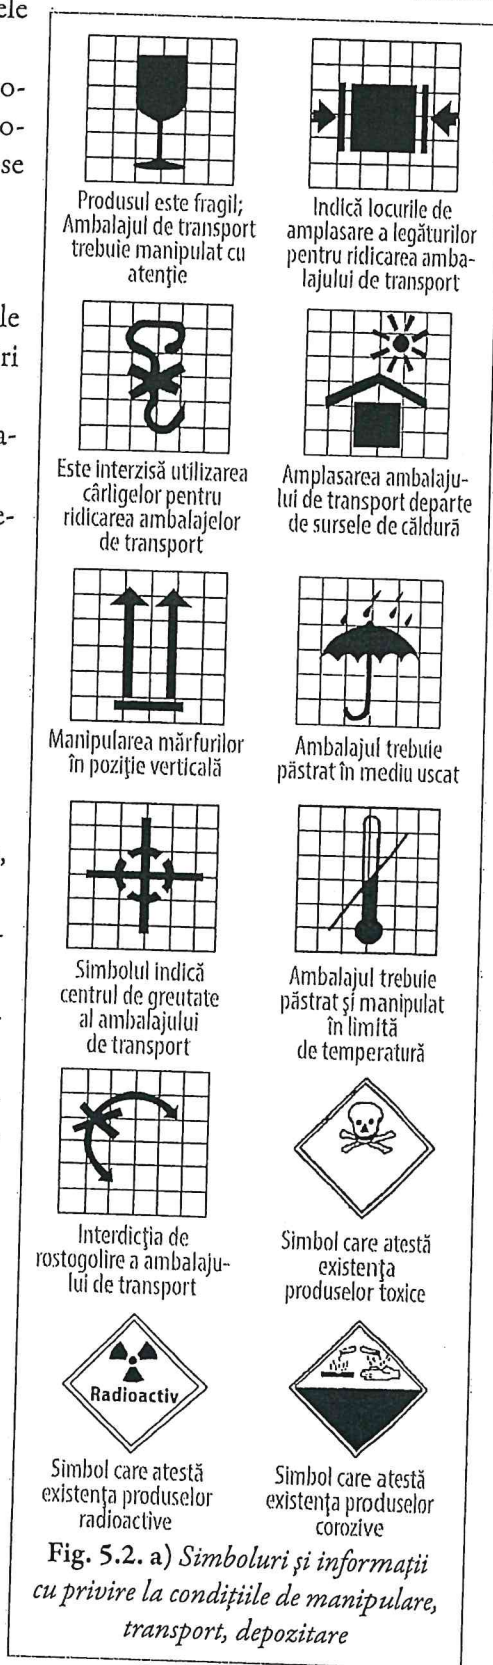 ele
o-
o-
se
le
ri
a-
e-
,
-
Produsul este fragil;
Ambalajul de transport
trebuie manipulat cu
atenție
Indică locurile de
amplasare a legăturilor
pentru ridicarea amba-
lajului de transport
Este interzisă utilizarea
cârligelor pentru
ridicarea ambalajelor
de transport
Amplasarea ambalaju-
lui de transport departe
de sursele de căldură
Manipularea mărfurilor
în poziție verticală
Ambalajul trebuie
păstrat în mediu uscat
Simbolul indică
centrul de greutate
al ambalajului
de transport
Ambalajul trebuie
păstrat și manipulat
în limită
de temperatură
Interdicția de
rostogolire a ambalaju-
lui de transport
Simbol care atestă
existența
produselor toxice
Radioactiv
Simbol care atestă
existența produselor
radioactive
Simbol care atestă
existența produselor
corozive
Fig. 5.2. a) Simboluri și informații
cu privire la condițiile de manipulare,
transport, depozitare